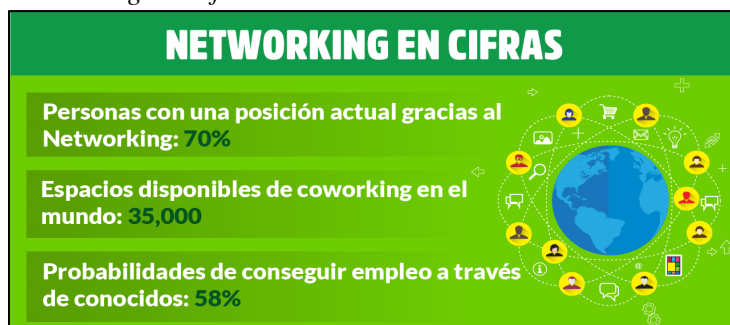 NETWORKING EN CIFRAS
Personas con una posición actual gracias al
Networking: 70%
Espacios disponibles de coworking en el
mundo: 35,000
Probabilidades de conseguir empleo a través
de conocidos: 58%